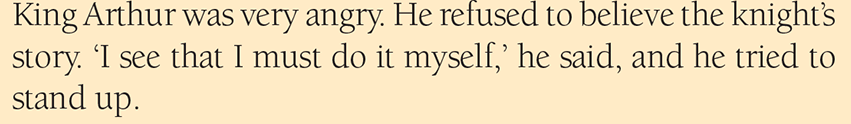 King Arthur was very angry. He refused to believe the knight’s
story. ‘I see that I must do it myself,’ he said, and he tried to
stand up.